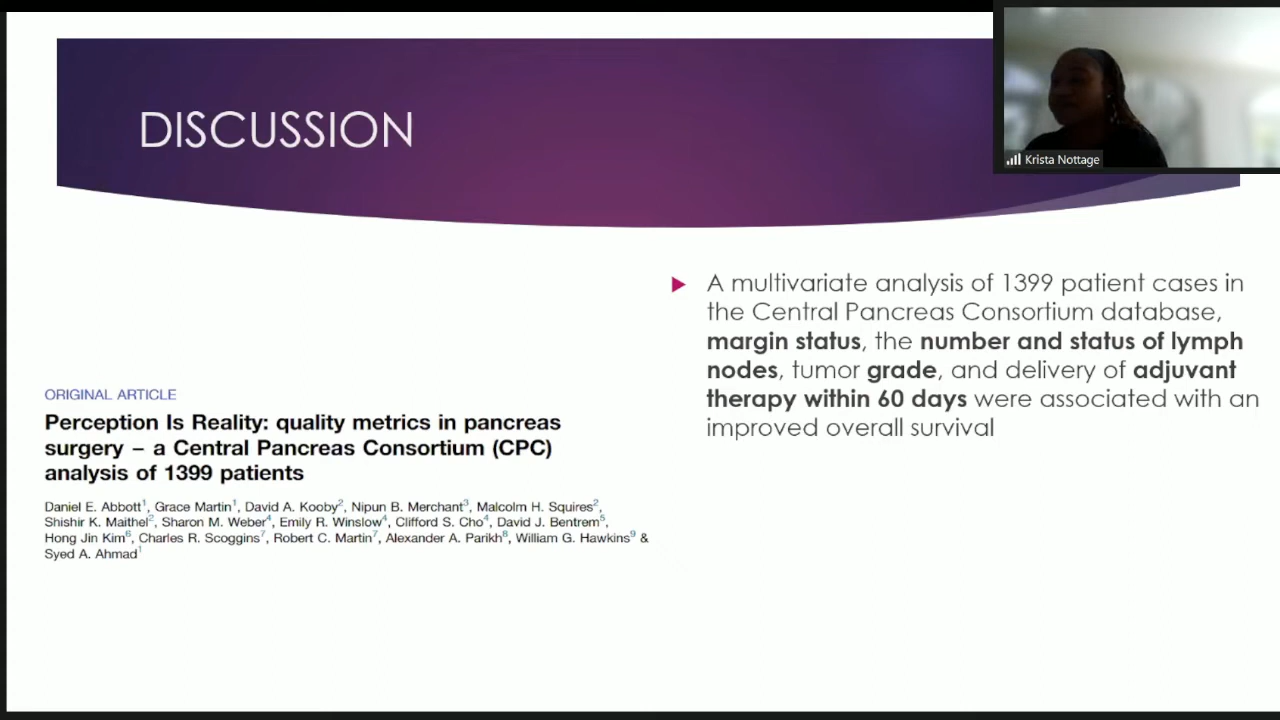 DISCUSSION
Krista Nottage
A multivariate analysis of 1399 patient cases in
the Central Pancreas Consortium database,
margin status, the number and status of lymph
nodes, tumor grade, and delivery of adjuvant
therapy within 60 days were associated with an
improved overall survival
ORIGINAL ARTICLE
Perception Is Reality: quality metrics in pancreas
surgery – a Central Pancreas Consortium (CPC)
analysis of 1399 patients
Daniel E. Abbott1, Grace Martin1, David A. Kooby2, Nipun B. Merchant3, Malcolm H. Squires2,
Shishir K. Maithel2, Sharon M. Weber4, Emily R. Winslow4, Clifford S. Cho4, David J. Bentrem5,
Hong Jin Kim6, Charles R. Scoggins7, Robert C. Martin7, Alexander A. Parikh8, William G. Hawkins9 &
Syed A. Ahmad1